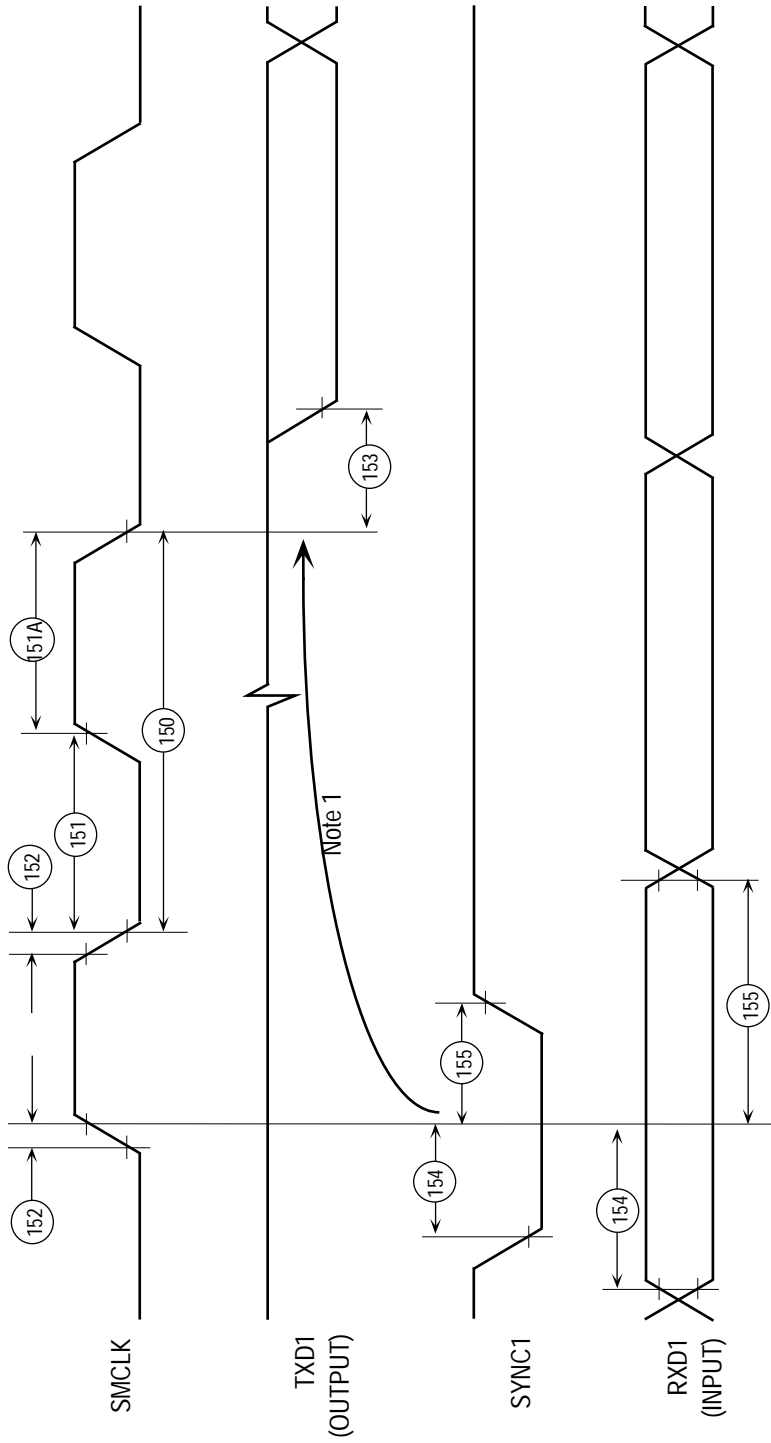 152
152
151
151A
150
SMCLK
153
Note 1
TXD1
(OUTPUT)
154
155
SYNC1
154
155
RXD1
(INPUT)